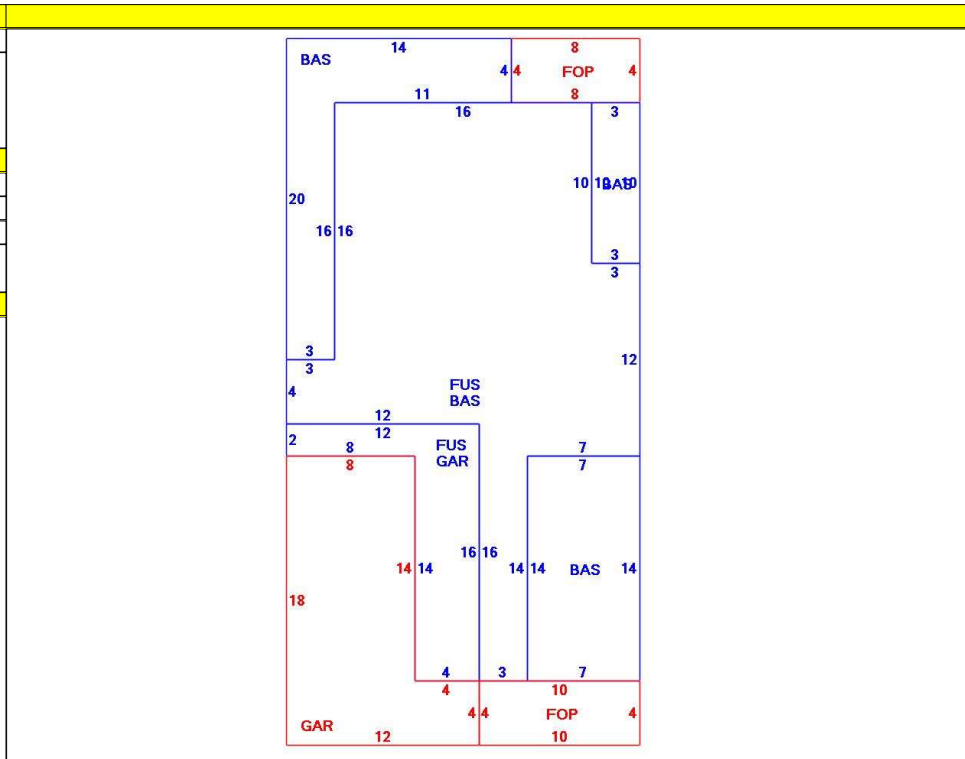 14 8
BAS 4 4 FOP 4
11 8
16 3
10 10 BAS 10
20
16 16
3
3
3 12
3
4 FUS
BAS
12
12
2 FUS
GAR
8 7
8 7
16 16
14 14 14 14 BAS 14
18
4 3 7
4 10
4 4 FOP 4
GAR
12 10